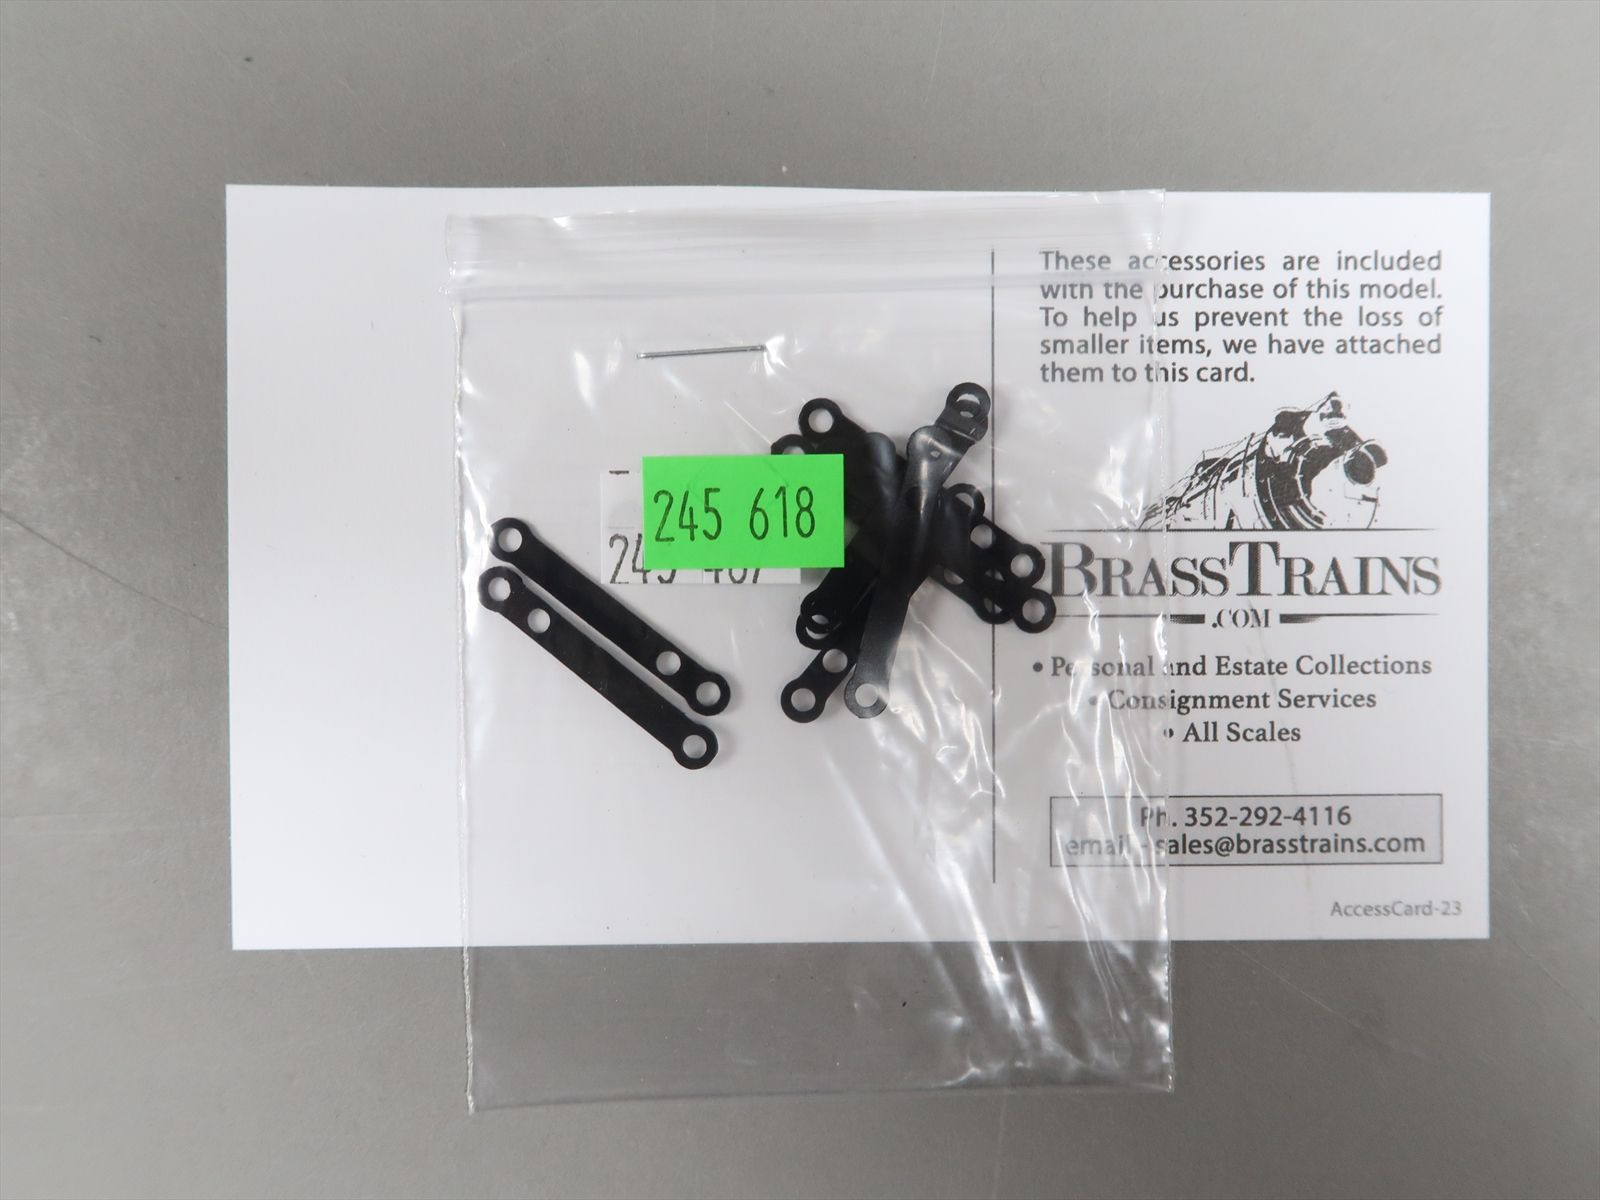 These accessories are included
with the purchase of this model.
To help us prevent the loss of
smaller items, we have attached
them to this card.
245 618
BRASSTRAINS
.COM
• Personal and Estate Collections
• Consignment Services
• All Scales
Ph. 352-292-4116
email - sales@brasstrains.com
AccessCard-23